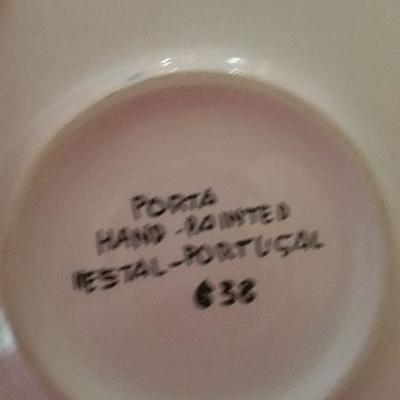 PORTA
HAND-PAINTED
VESTAL-PORTUGAL
638